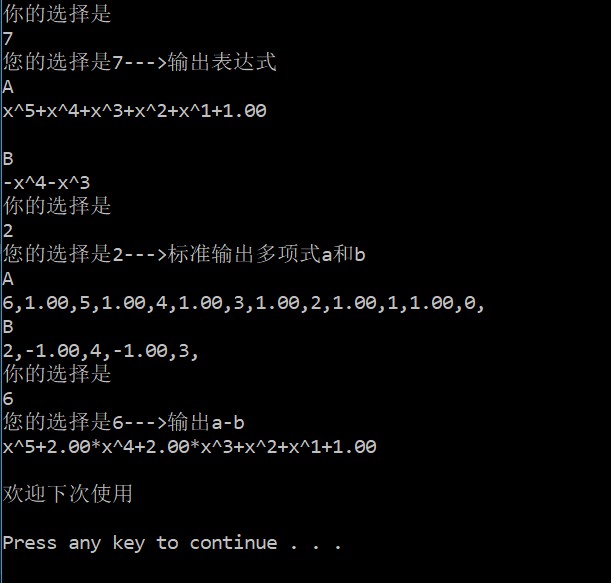 你的选择是
7
您的选择是7--->输出表达式
A
x^5+x^4+x^3+x^2+x^1+1.00
B
-x^4-x^3
你的选择是
2
您的选择是2--->标准输出多项式a和b
A
6,1.00,5,1.00,4,1.00,3,1.00,2,1.00,1,1.00,0,
B
2,-1.00,4,-1.00,3,
你的选择是
6
您的选择是6--->输出a-b
x^5+2.00*x^4+2.00*x^3+x^2+x^1+1.00
欢迎下次使用
Press any key to continue . . .